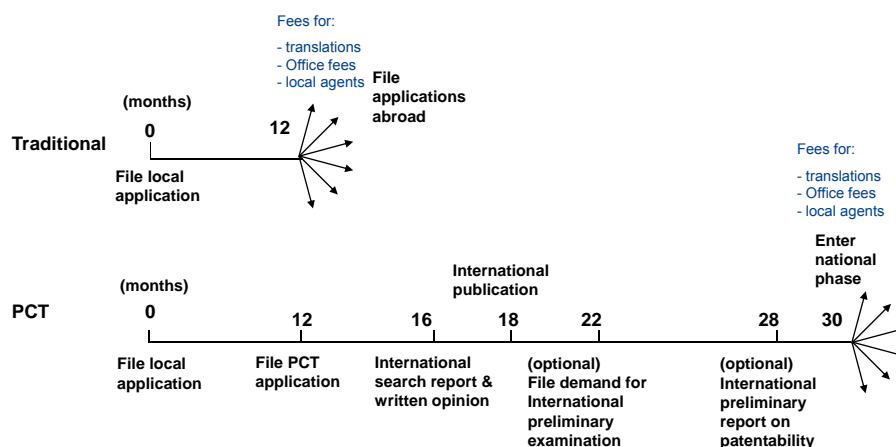 Fees for:
- translations
- Office fees
- local agents
File
applications
abroad
(months)
0
12
Traditional
File local
application
Fees for:
- translations
- Office fees
- local agents
Enter
national
phase
International
publication
(months)
PCT
0
12
16
18
22
28
30
File local
application
File PCT
application
International
search report &
written opinion
(optional)
File demand for
International
preliminary
examination
(optional)
International
preliminary
report on
patentability